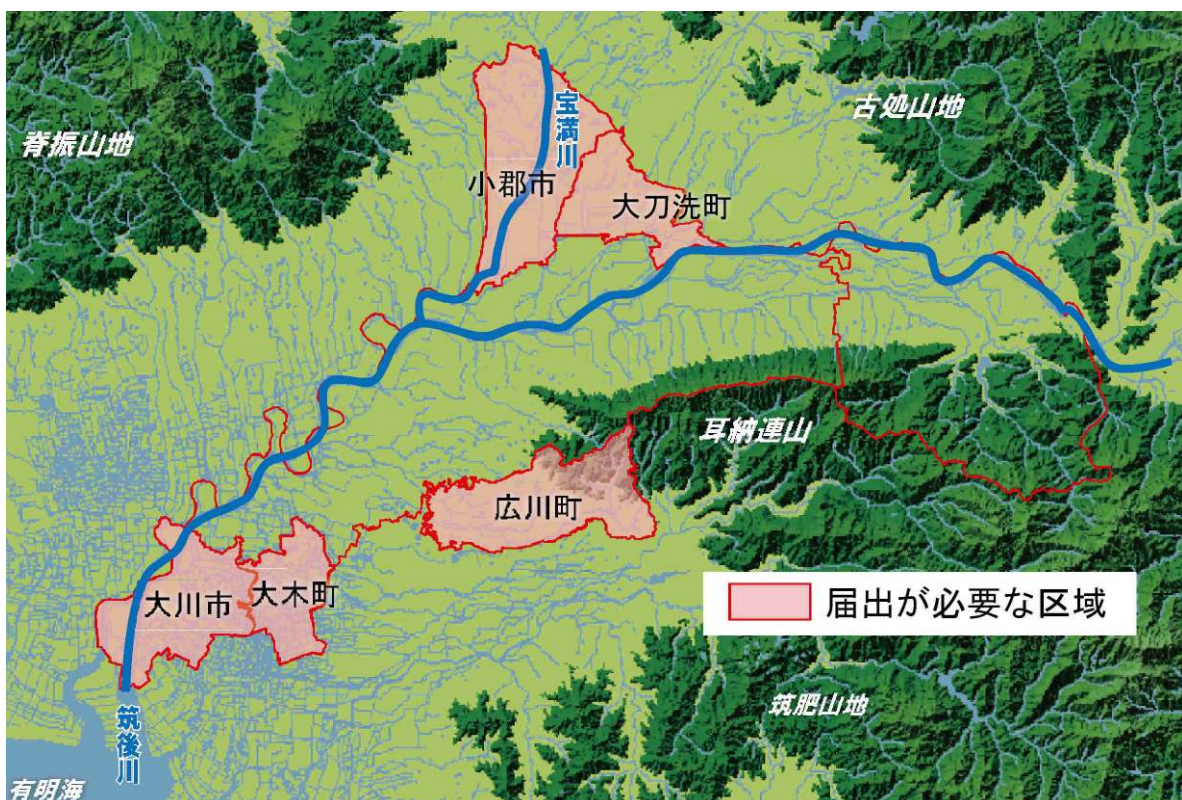 宝満川
古処山地
脊振山地
小郡市
大刀洗町
耳納連山
広川町
大川市
大木町
届出が必要な区域
筑肥山地
筑後川
有明海